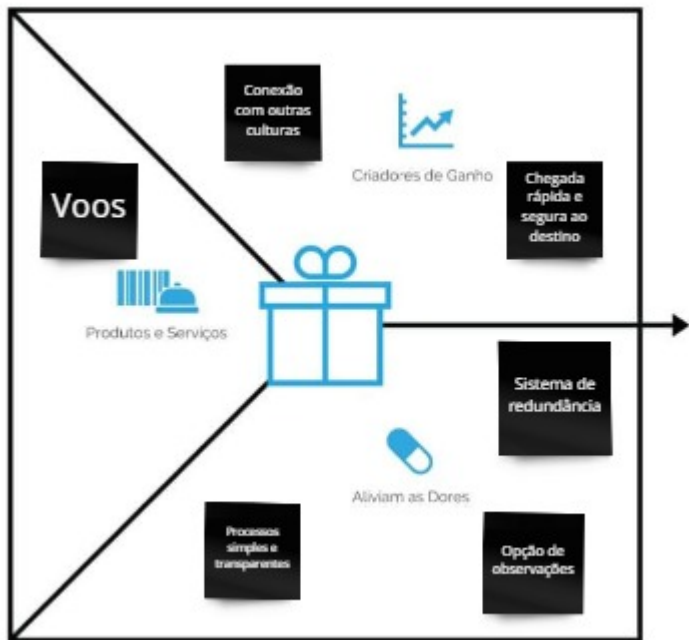 Conexão
com outras
culturas
Criadores de Ganho
Chegada
rápida e
segura ao
destino
Voos
Produtos e Serviços
Sistema de
redundância
Aliviam as Dores
Processos
simples e
transparentes
Opção de
observações